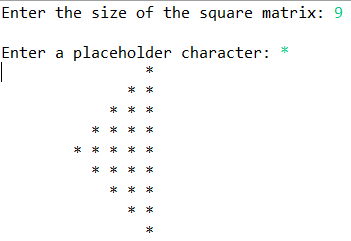 Enter the size of the square matrix: 9
Enter a placeholder character: *
                *
              * *
            * * *
          * * * *
        * * * * *
          * * * *
            * * *
              * *
                *